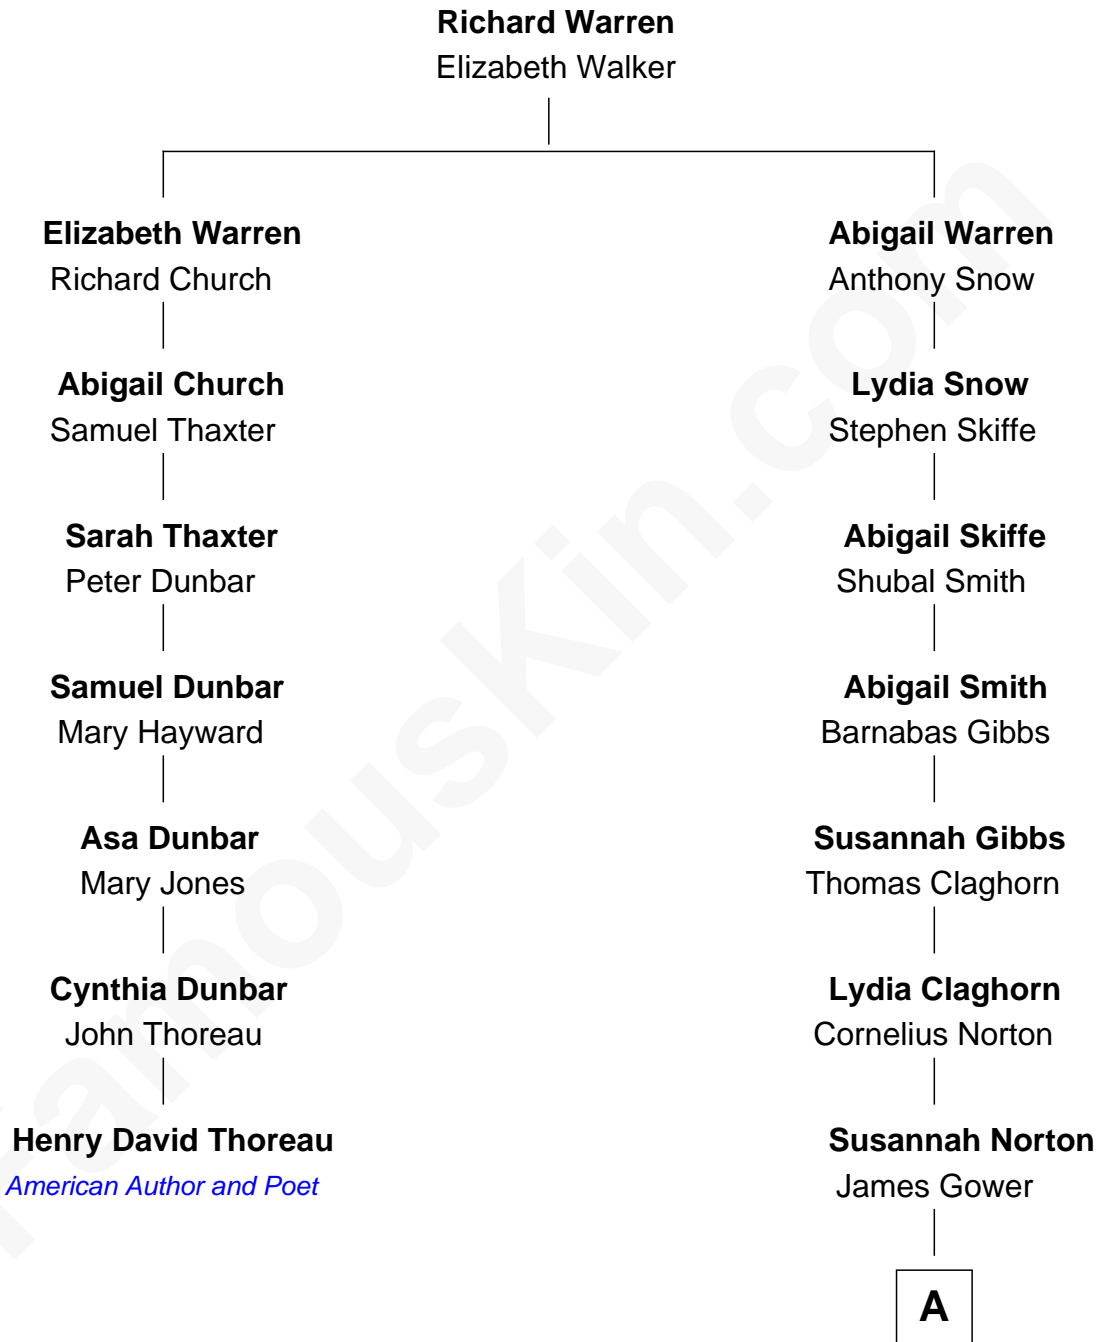 Richard Warren
Elizabeth Walker
Elizabeth Warren
Richard Church
Abigail Church
Samuel Thaxter
Sarah Thaxter
Peter Dunbar
Samuel Dunbar
Mary Hayward
Asa Dunbar
Mary Jones
Cynthia Dunbar
John Thoreau
Henry David Thoreau
American Author and Poet
Abigail Warren
Anthony Snow
Lydia Snow
Stephen Skiffe
Abigail Skiffe
Shubal Smith
Abigail Smith
Barnabas Gibbs
Susannah Gibbs
Thomas Claghorn
Lydia Claghorn
Cornelius Norton
Susannah Norton
James Gower
A
FamousKin.com